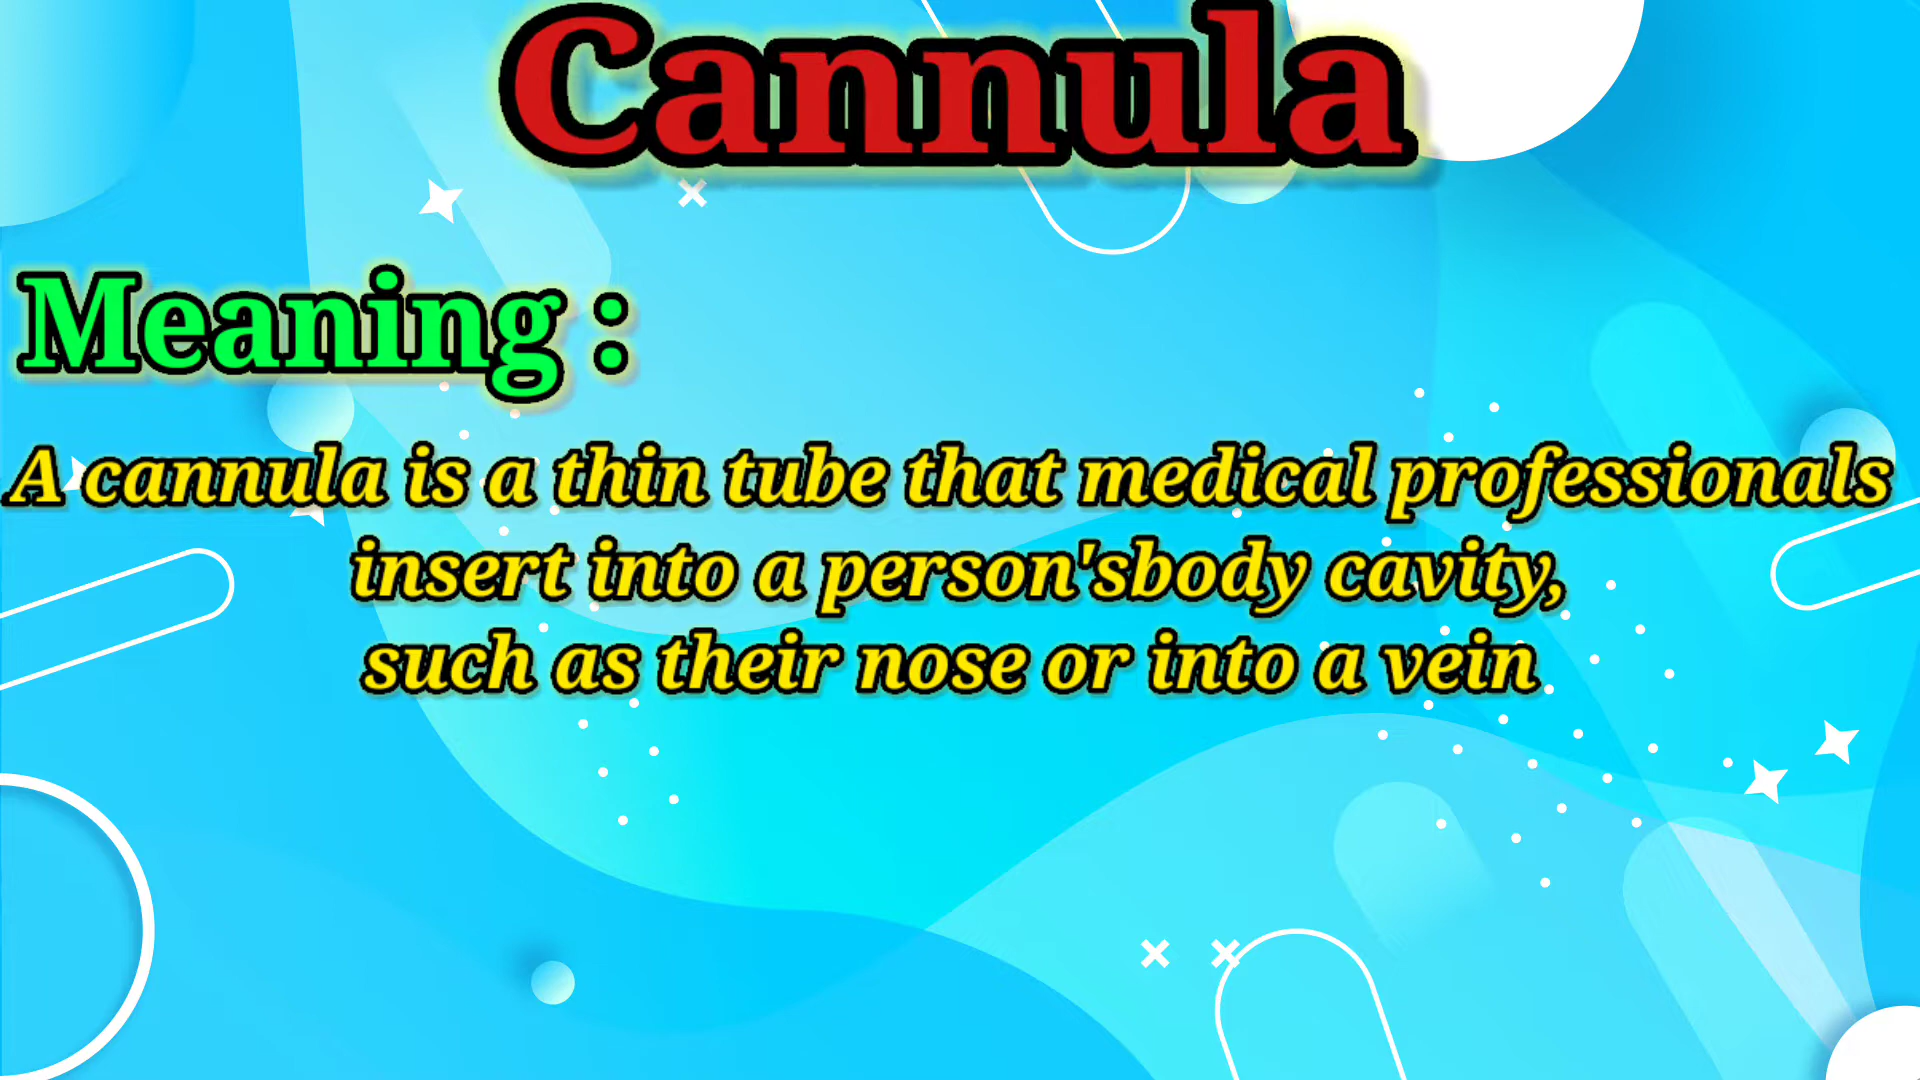 Cannula
Meaning :
A cannula is a thin tube that medical professionals
insert into a person'sbody cavity,
such as their nose or into a vein